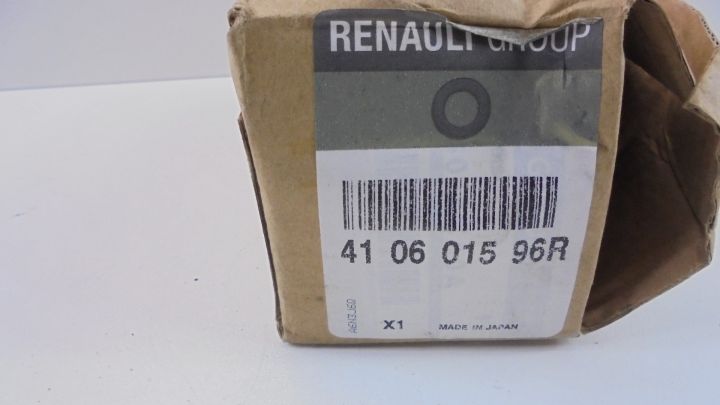 RENAULT GROUP
41 06 015 96R
X1
MADE IN JAPAN